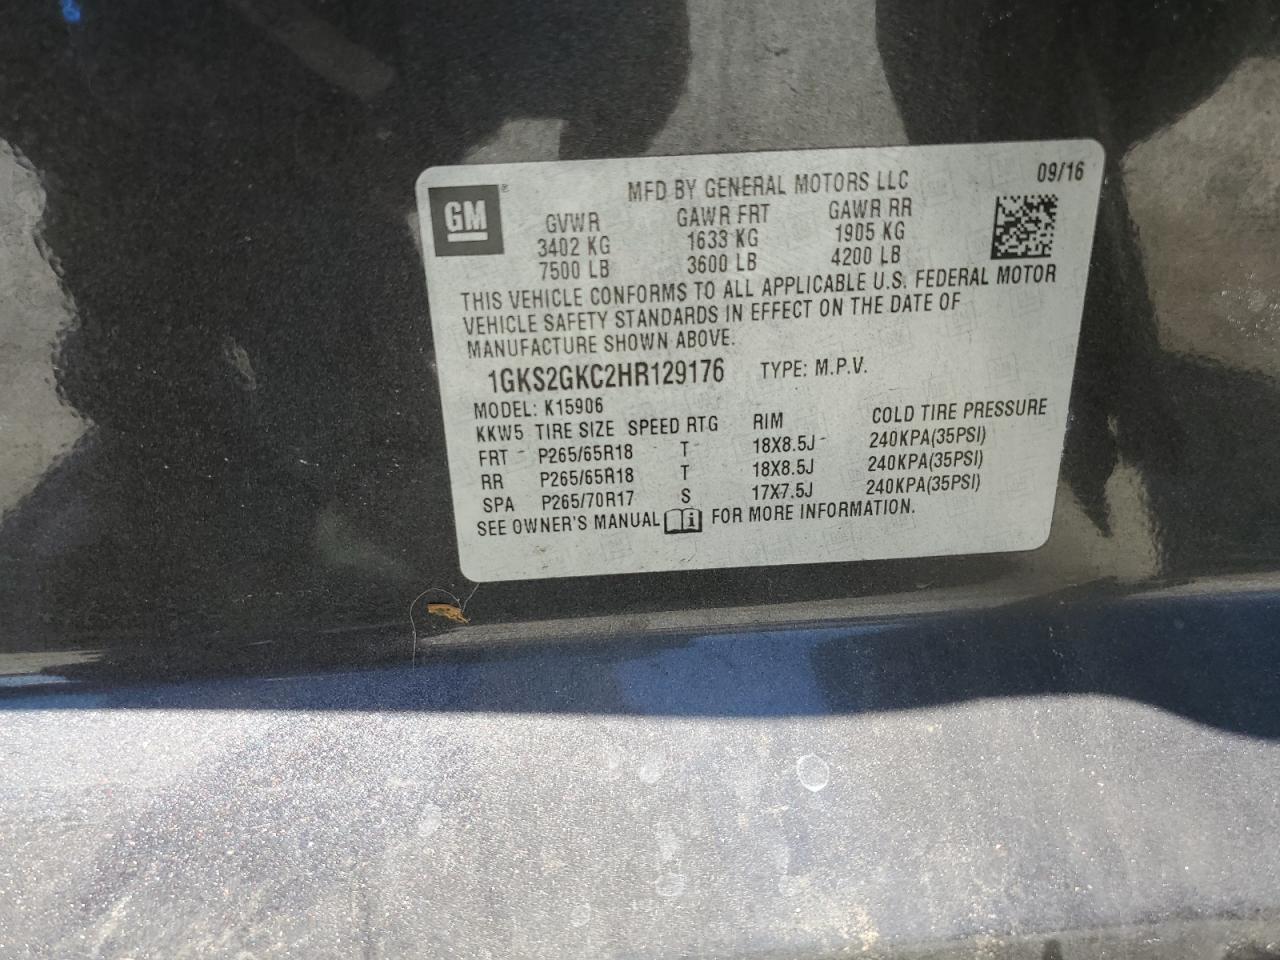 MFD BY GENERAL MOTORS LLC 09/16
GM®
GVWR GAWR FRT GAWR RR
3402 KG 1633 KG 1905 KG
7500 LB 3600 LB 4200 LB
THIS VEHICLE CONFORMS TO ALL APPLICABLE U.S. FEDERAL MOTOR
VEHICLE SAFETY STANDARDS IN EFFECT ON THE DATE OF
MANUFACTURE SHOWN ABOVE.
1GKS2GKC2HR129176 TYPE: M.P.V.
MODEL: K15906
KKW5 TIRE SIZE SPEED RTG RIM COLD TIRE PRESSURE
FRT P265/65R18 T 18X8.5J 240KPA(35PSI)
RR P265/65R18 T 18X8.5J 240KPA(35PSI)
SPA P265/70R17 S 17X7.5J 240KPA(35PSI)
SEE OWNER'S MANUAL i FOR MORE INFORMATION.